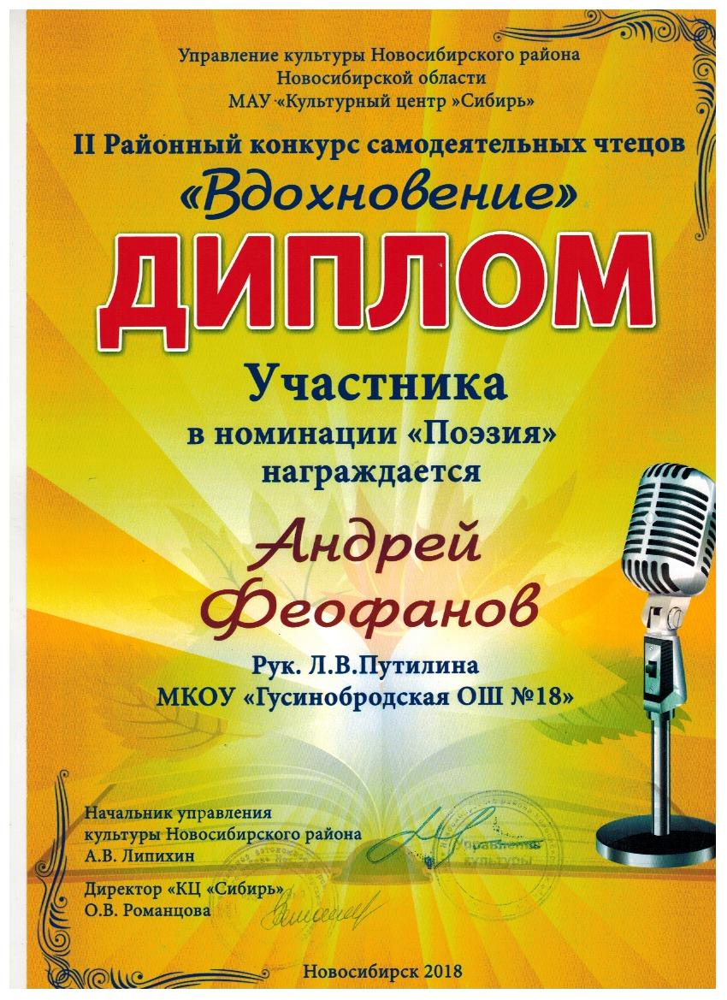 Управление культуры Новосибирского района
Новосибирской области
МАУ «Культурный центр »Сибирь»
II Районный конкурс самодеятельных чтецов
«Вдохновение»
ДИПЛОМ
Участника
в номинации «Поэзия»
награждается
Андрей
Феофанов
Рук. Л.В.Путилина
МКОУ «Гусинобродская ОШ №18»
Начальник управления
культуры Новосибирского района
А.В. Липихин
Управление
культуры
Директор «КЦ «Сибирь»
О.В. Романцова
Новосибирск 2018